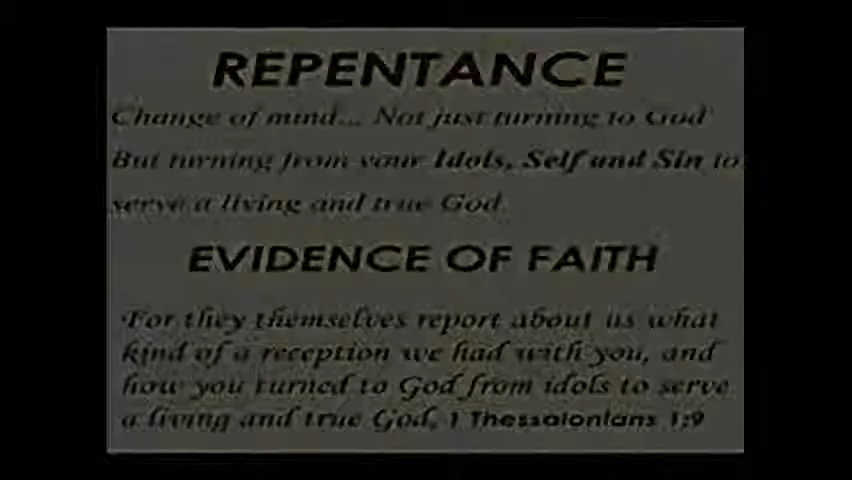 REPENTANCE
Change of mind... Not just turning to God
But turning from your Idols, Self and Sin to
serve a living and true God.
EVIDENCE OF FAITH
For they themselves report about us what
kind of a reception we had with you, and
how you turned to God from idols to serve
a living and true God, 1 Thessalonians 1:9